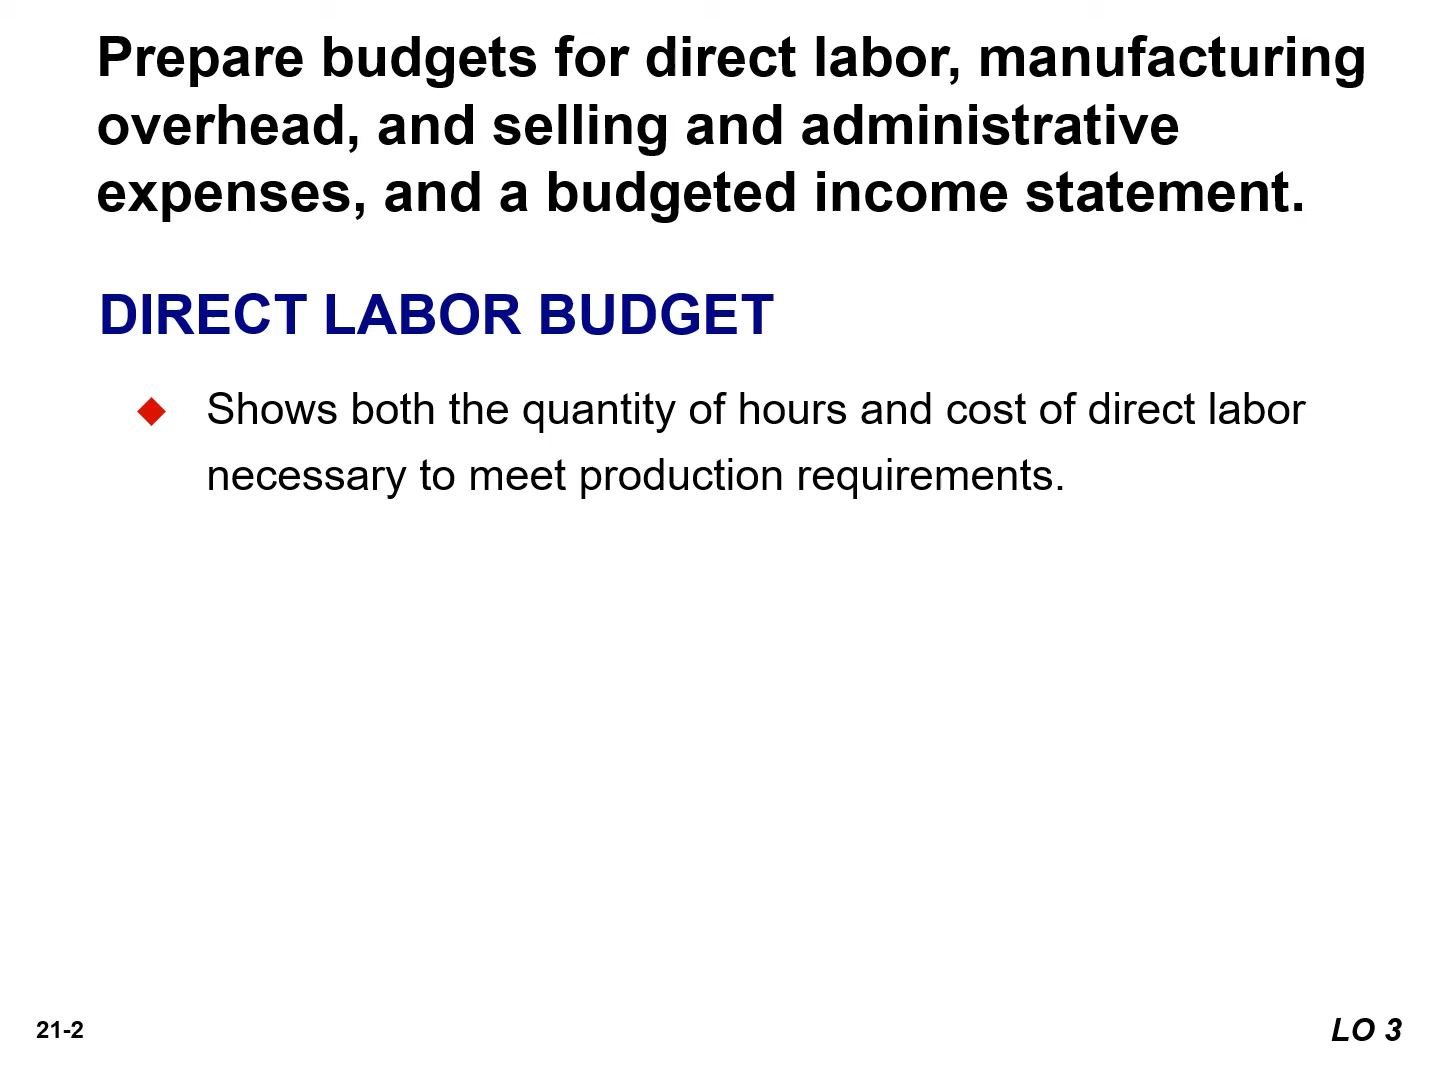 Prepare budgets for direct labor, manufacturing
overhead, and selling and administrative
expenses, and a budgeted income statement.
DIRECT LABOR BUDGET
Shows both the quantity of hours and cost of direct labor
necessary to meet production requirements.
21-2
LO 3